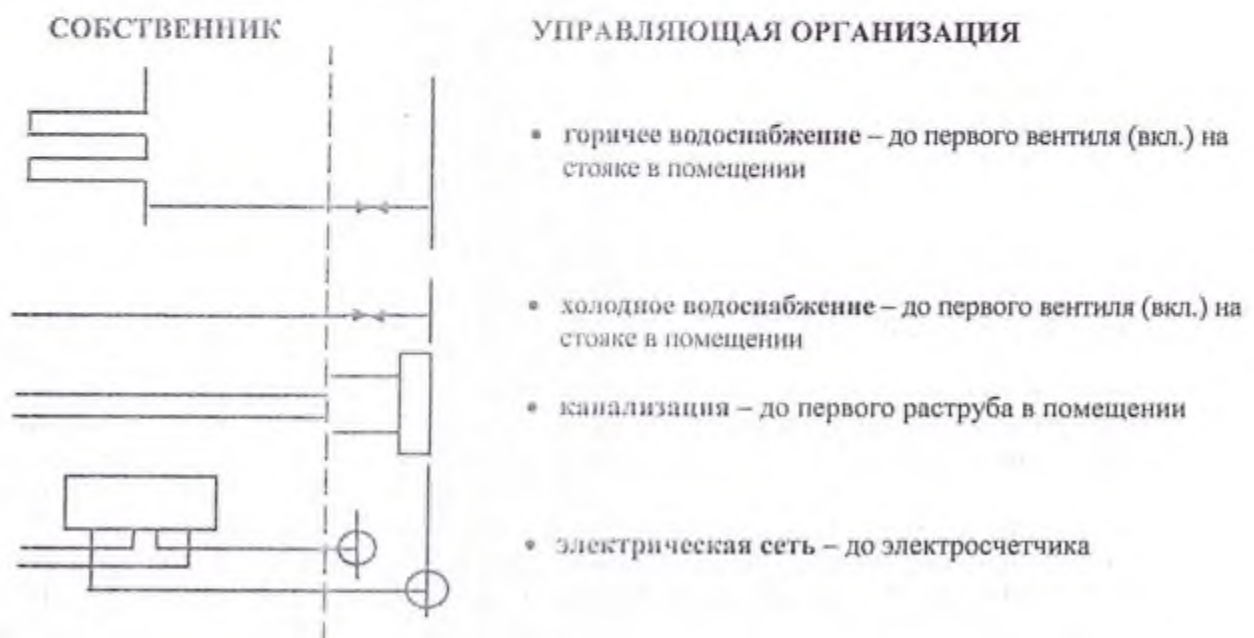 СОБСТВЕННИК
УПРАВЛЯЮЩАЯ ОРГАНИЗАЦИЯ
• горячее водоснабжение – до первого вентиля (вкл.) на
стояке в помещении
• холодное водоснабжение – до первого вентиля (вкл.) на
стояке в помещении
• канализация – до первого раструба в помещении
• электрическая сеть – до электросчетчика